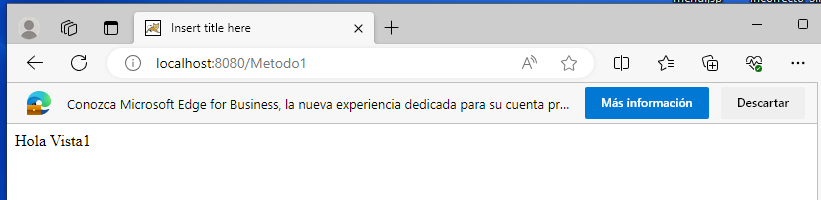 Insert title here
localhost:8080/Metodo1
Conozca Microsoft Edge for Business, la nueva experiencia dedicada para su cuenta pr... Más información Descartar
Hola Vista1